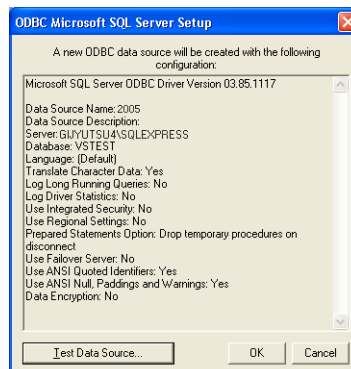 ODBC Microsoft SQL Server Setup
A new ODBC data source will be created with the following
configuration:
Microsoft SQL Server ODBC Driver Version 03.85.1117
Data Source Name: 2005
Data Source Description:
Server: GIJYUTSU4\SQLEXPRESS
Database: VSTEST
Language: (Default)
Translate Character Data: Yes
Log Long Running Queries: No
Log Driver Statistics: No
Use Integrated Security: No
Use Regional Settings: No
Prepared Statements Option: Drop temporary procedures on
disconnect
Use Failover Server: No
Use ANSI Quoted Identifiers: Yes
Use ANSI Null, Paddings and Warnings: Yes
Data Encryption: No
Test Data Source... OK Cancel